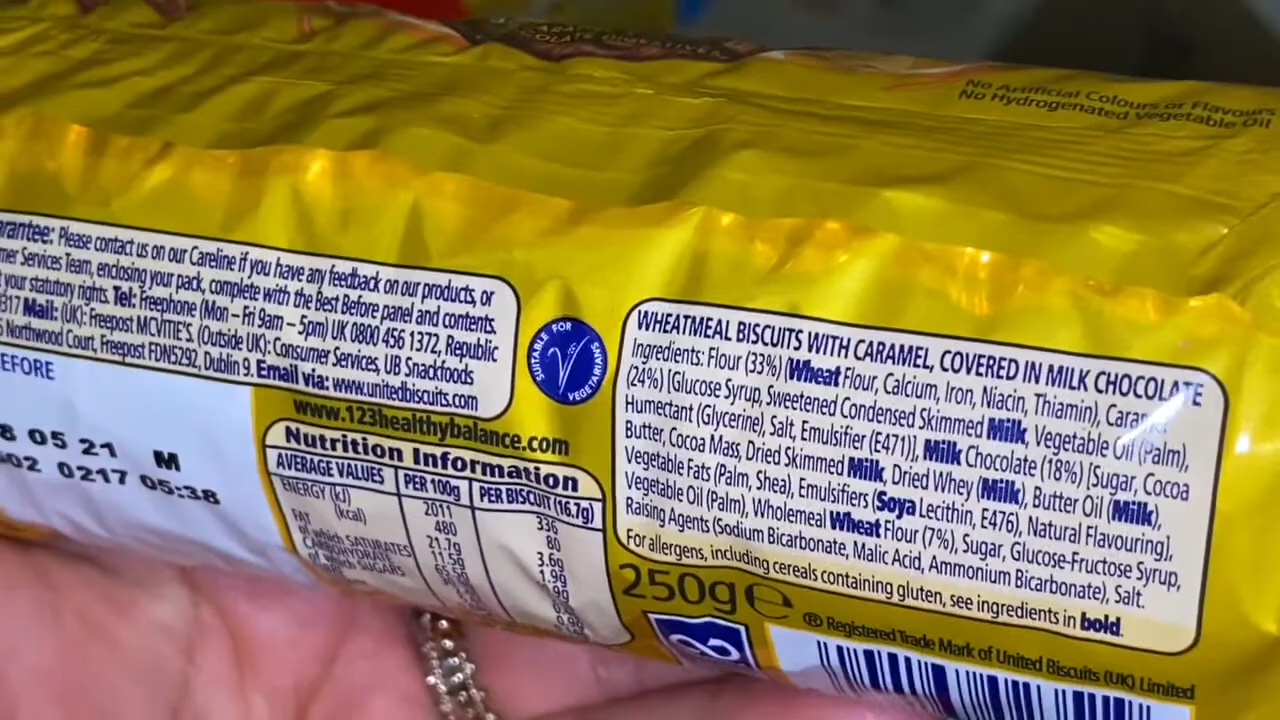 No Artificial Colours or Flavours
No Hydrogenated Vegetable Oil
Please contact us on our Careline if you have any feedback on our products, or
Services Team, enclosing your pack, complete with the Best Before panel and contents.
your statutory rights. Tel: Freephone (Mon – Fri 9am – 5pm) UK 0800 456 1372, Republic
317 Mail: (UK): Freepost MCVITIE'S, (Outside UK): Consumer Services, UB Snackfoods
Northwood Court, Freepost FDN5292, Dublin 9. Email via: www.unitedbiscuits.com
EFORE
8 05 21 M
02 0217 05:38
www.123healthybalance.com
SUITABLE FOR VEGETARIANS
Nutrition Information
AVERAGE VALUES PER 100g PER BISCUIT (16.7g)
ENERGY (kJ) 2011 336
(kcal) 480 80
FAT 21.7g 3.6g
of which SATURATES 11.5g 1.9g
CARBOHYDRATE
of which SUGARS
WHEATMEAL BISCUITS WITH CARAMEL, COVERED IN MILK CHOCOLATE
Ingredients: Flour (33%) (Wheat Flour, Calcium, Iron, Niacin, Thiamin),
(24%) [Glucose Syrup, Sweetened Condensed Skimmed Milk, Vegetable Oil (Palm),
Humectant (Glycerine), Salt, Emulsifier (E471)], Milk Chocolate (18%) [Sugar, Cocoa
Butter, Cocoa Mass, Dried Skimmed Milk, Dried Whey (Milk), Butter Oil (Milk),
Vegetable Fats (Palm, Shea), Emulsifiers (Soya Lecithin, E476), Natural Flavouring],
Vegetable Oil (Palm), Wholemeal Wheat Flour (7%), Sugar, Glucose-Fructose Syrup,
Raising Agents (Sodium Bicarbonate, Malic Acid, Ammonium Bicarbonate), Salt.
For allergens, including cereals containing gluten, see ingredients in bold.
250g e
® Registered Trade Mark of United Biscuits (UK) Limited